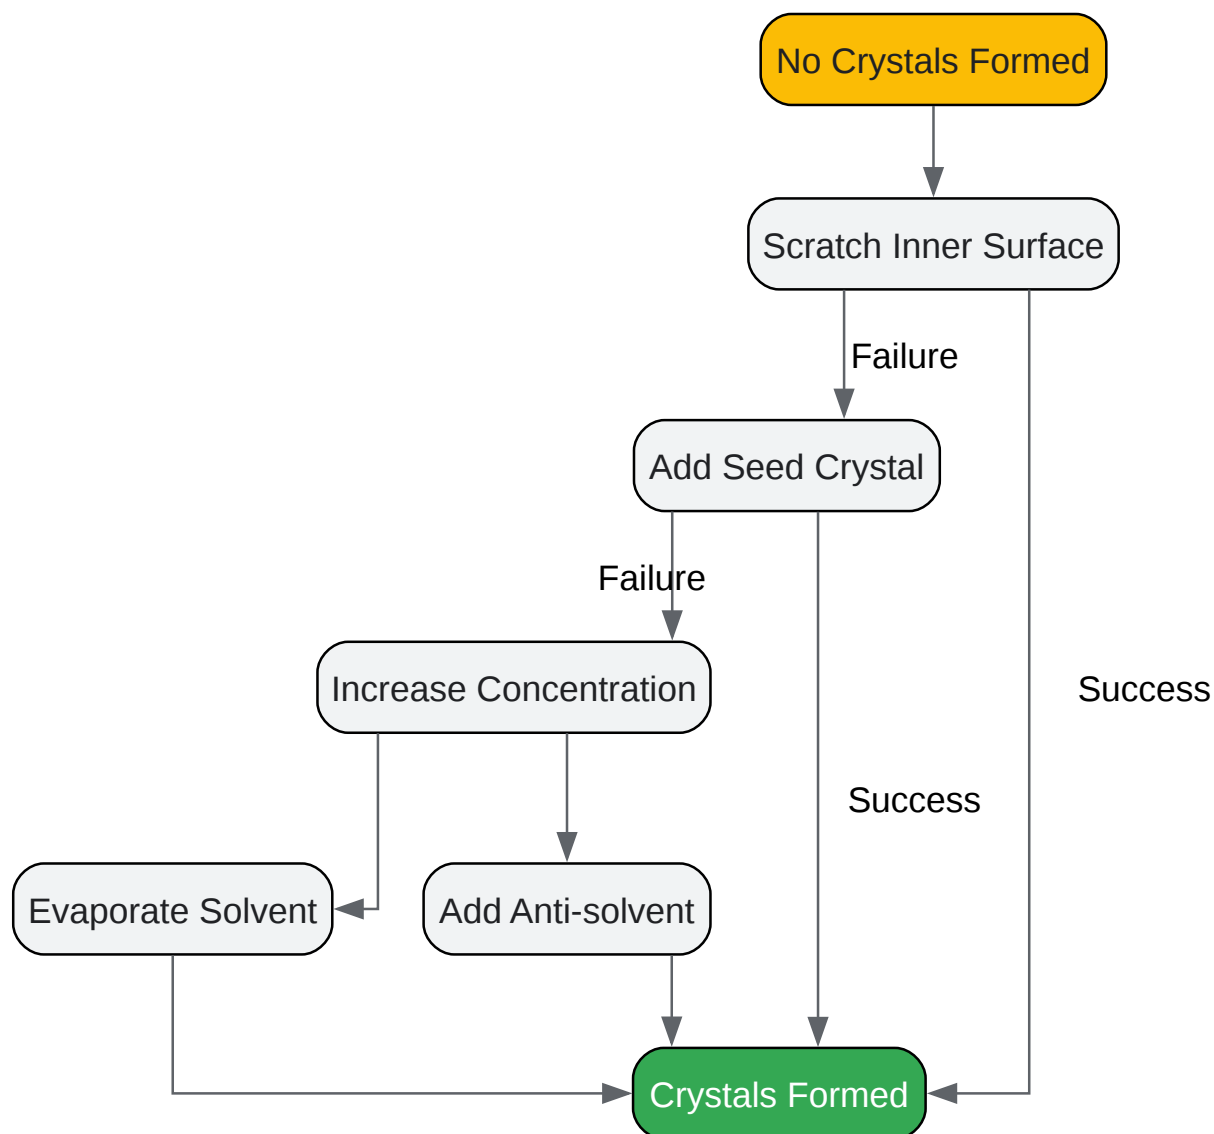 No Crystals Formed
Scratch Inner Surface
Failure
Add Seed Crystal
Failure
Increase Concentration
Success
Success
Evaporate Solvent
Add Anti-solvent
Crystals Formed